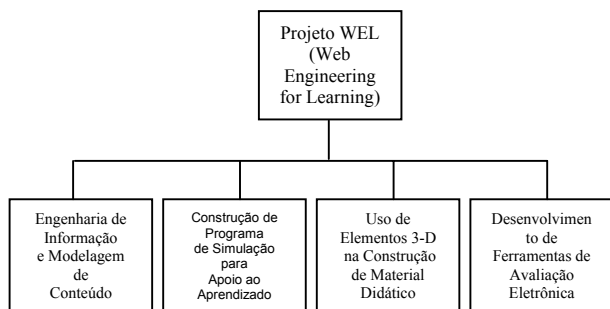 Projeto WEL
(Web
Engineering
for Learning)
Engenharia de
Informação
e Modelagem
de
Conteúdo
Construção de
Programa
de Simulação
para
Apoio ao
Aprendizado
Uso de
Elementos 3-D
na Construção
de Material
Didático
Desenvolvimen
to de
Ferramentas de
Avaliação
Eletrônica